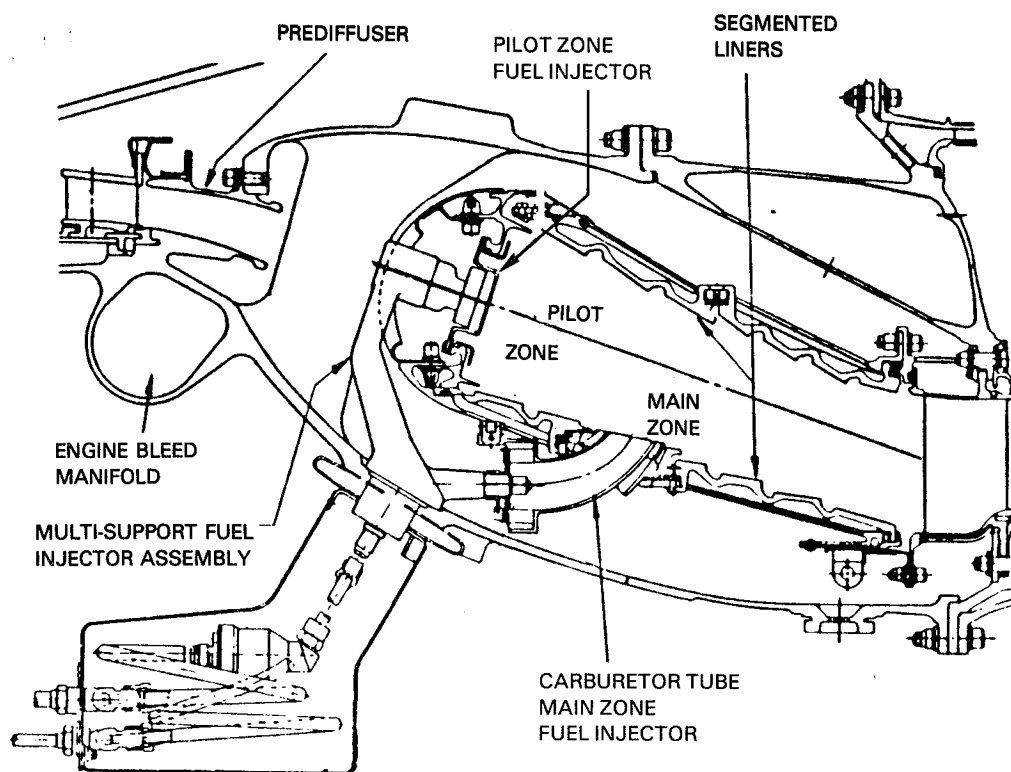 PREDIFFUSER
PILOT ZONE
FUEL INJECTOR
SEGMENTED
LINERS
PILOT
ZONE
MAIN
ZONE
ENGINE BLEED
MANIFOLD
MULTI-SUPPORT FUEL
INJECTOR ASSEMBLY
CARBURETOR TUBE
MAIN ZONE
FUEL INJECTOR